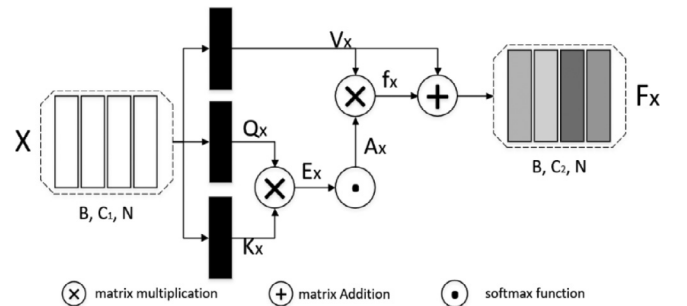 Vx
fx
X
Qx
Ax
Fx
Ex
B, C₁, N
B, C₂, N
Kx
matrix multiplication
matrix Addition
softmax function